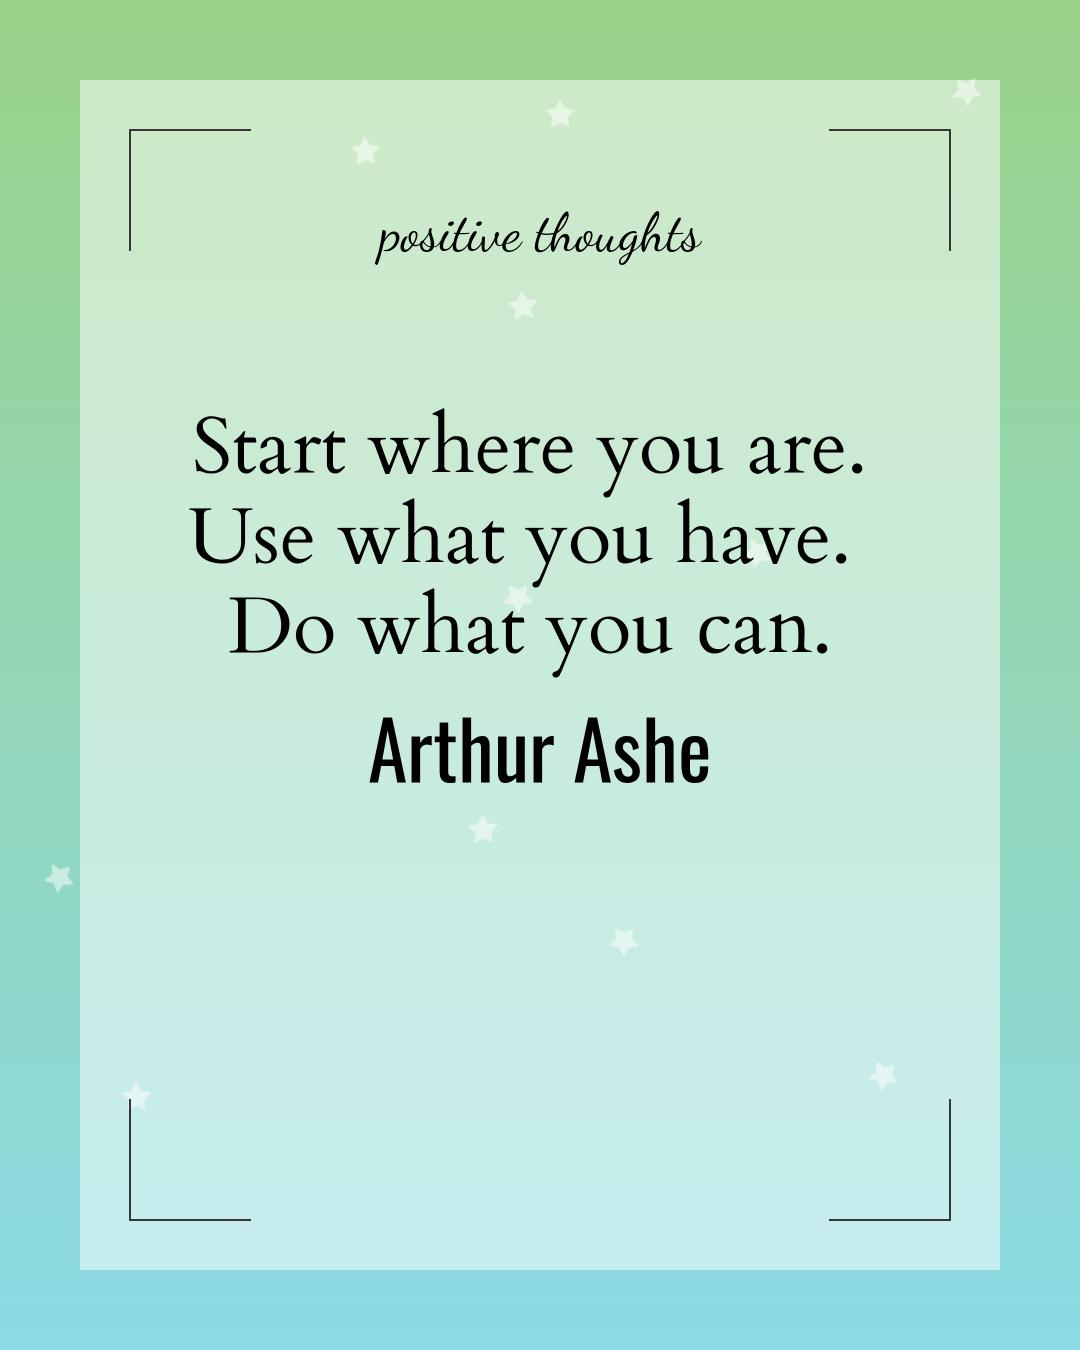 positive thoughts
Start where you are.
Use what you have.
Do what you can.
Arthur Ashe